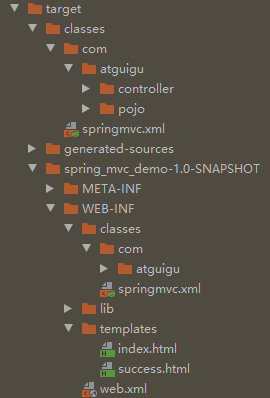 target
classes
com
atguigu
controller
pojo
springmvc.xml
generated-sources
spring_mvc_demo-1.0-SNAPSHOT
META-INF
WEB-INF
classes
com
atguigu
springmvc.xml
lib
templates
index.html
success.html
web.xml